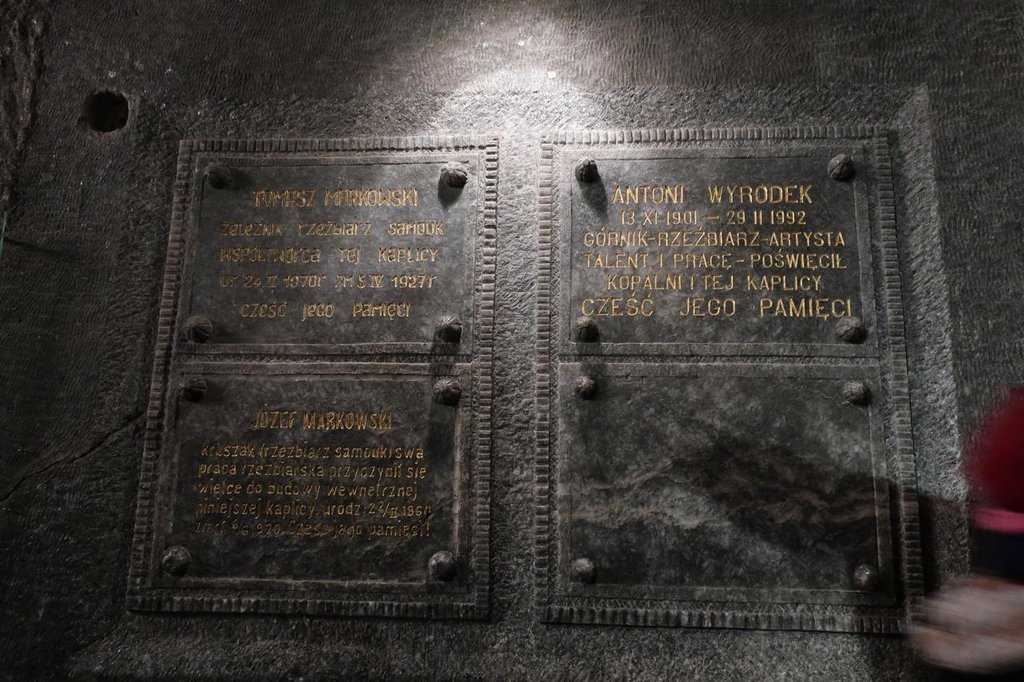 TOMASZ MARKOWSKI
Żeleźnik rzeźbiarz samouk
współtwórca tej kaplicy
ur 24 II 1870r zm 5 IV 1927r
cześć jego pamięci
JÓZEF MARKOWSKI
Kruszak (rzeźbiarz samouk) swą
pracą rzeźbiarską przyczynił się
wielce do budowy wewnętrznej
niniejszej kaplicy, urodz.
Cześć jego pamięci!
ANTONI WYRODEK
13 XI 1901 – 29 II 1992
GÓRNIK-RZEŹBIARZ-ARTYSTA
TALENT I PRACĘ - POŚWIĘCIŁ
KOPALNI I TEJ KAPLICY
CZEŚĆ JEGO PAMIĘCI